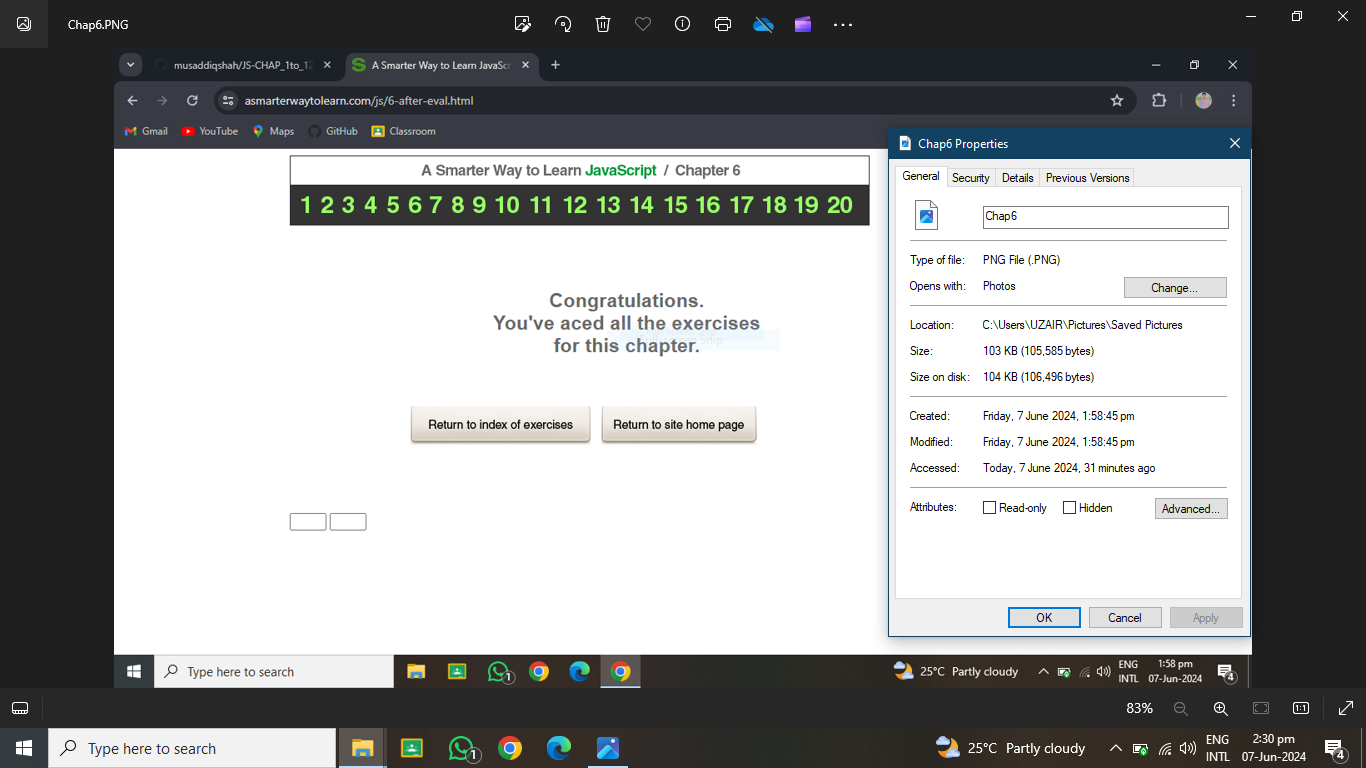 Chap6.PNG
musaddiqshah/JS-CHAP_1to_12
A Smarter Way to Learn JavaScr
asmarterwaytolearn.com/js/6-after-eval.html
Gmail YouTube Maps GitHub Classroom
A Smarter Way to Learn JavaScript / Chapter 6
1 2 3 4 5 6 7 8 9 10 11 12 13 14 15 16 17 18 19 20
Congratulations.
You've aced all the exercises
for this chapter.
Return to index of exercises Return to site home page
Chap6 Properties
General Security Details Previous Versions
Chap6
Type of file: PNG File (.PNG)
Opens with: Photos Change...
Location: C:\Users\UZAIR\Pictures\Saved Pictures
Size: 103 KB (105,585 bytes)
Size on disk: 104 KB (106,496 bytes)
Created: Friday, 7 June 2024, 1:58:45 pm
Modified: Friday, 7 June 2024, 1:58:45 pm
Accessed: Today, 7 June 2024, 31 minutes ago
Attributes: Read-only Hidden Advanced...
OK Cancel Apply
Type here to search
1
25°C Partly cloudy
ENG
INTL
1:58 pm
07-Jun-2024
4
83%
1:1
Type here to search
1
25°C Partly cloudy
ENG
INTL
2:30 pm
07-Jun-2024
4